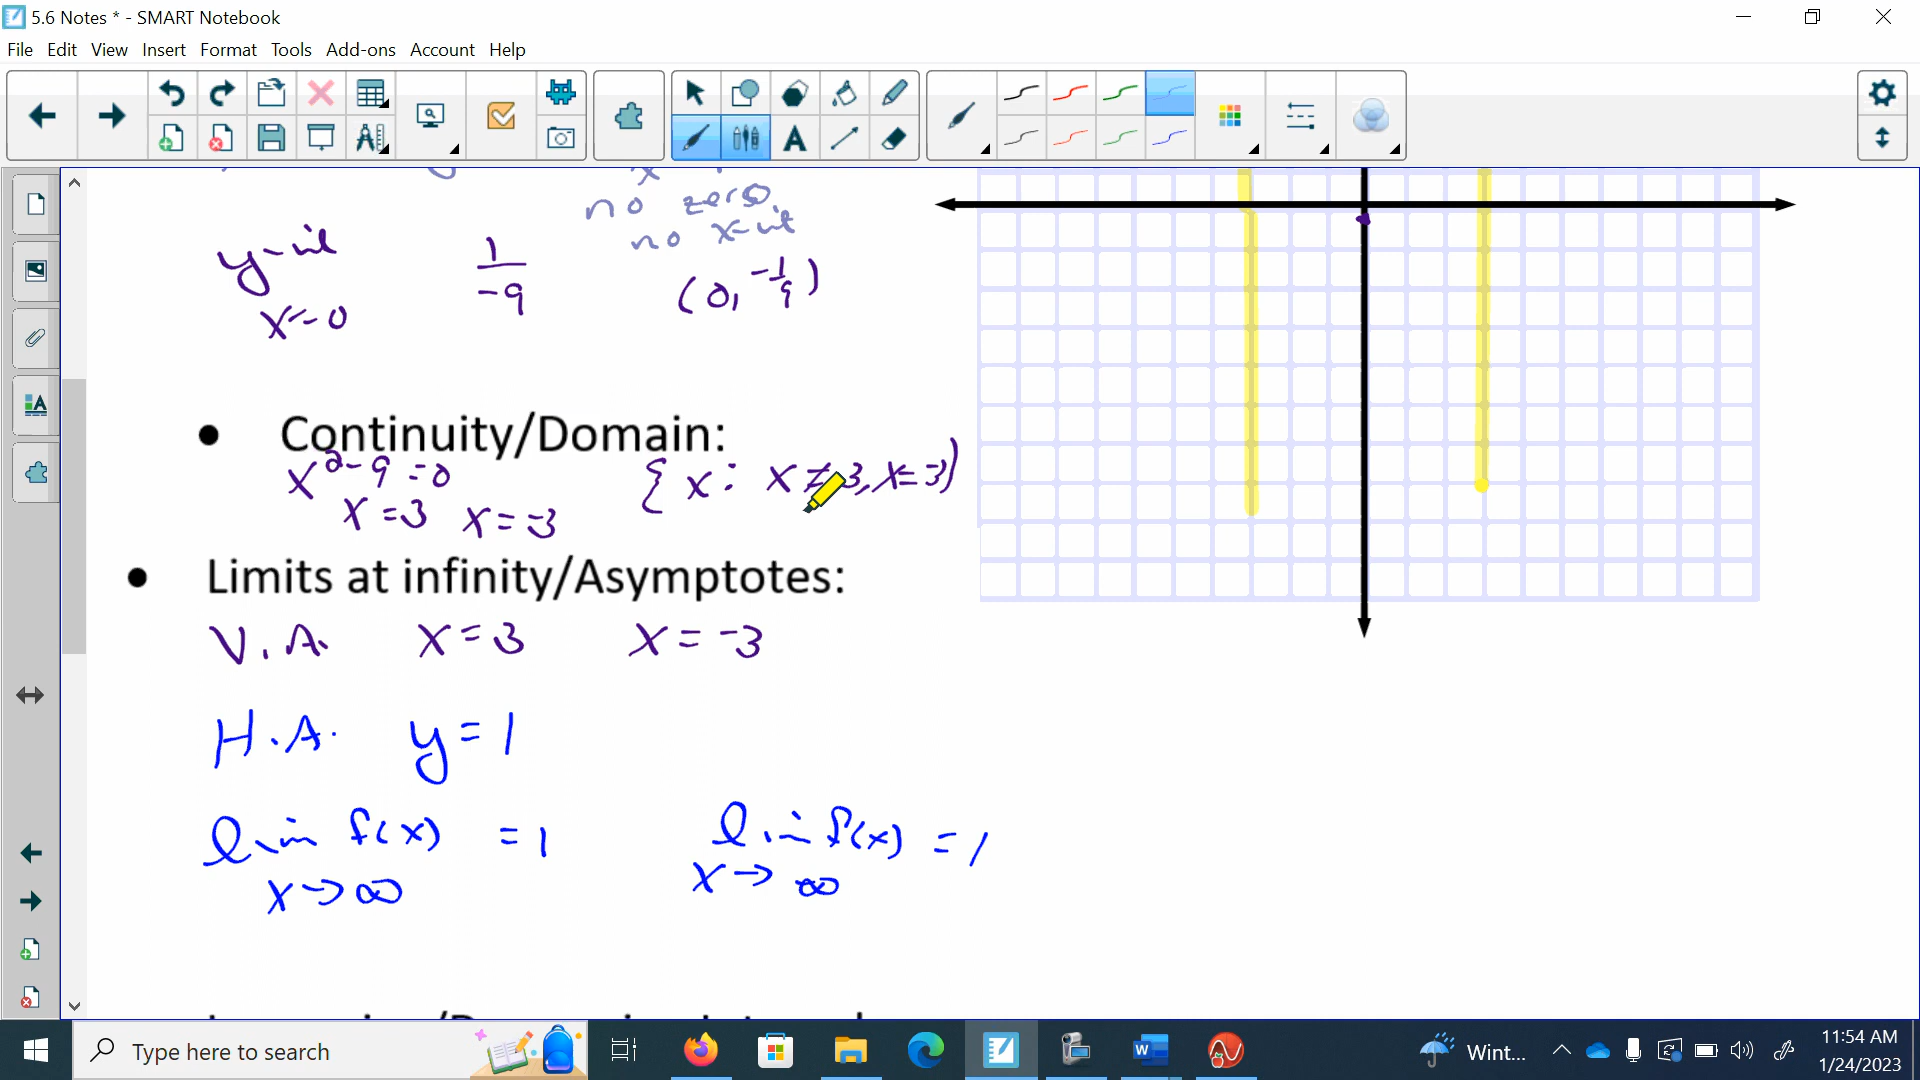 5.6 Notes * - SMART Notebook
File Edit View Insert Format Tools Add-ons Account Help
no zero,
no x-int
y-int 1/-9 (0, -1/9)
x=0
• Continuity/Domain:
x²-9=0 { x: x≠3, x=-3}
x=3 x=-3
• Limits at infinity/Asymptotes:
V.A. x=3 x=-3
H.A. y=1
lim f(x) =1 lim f(x) =1
x→∞ x→∞
Type here to search
Wint...
11:54 AM
1/24/2023